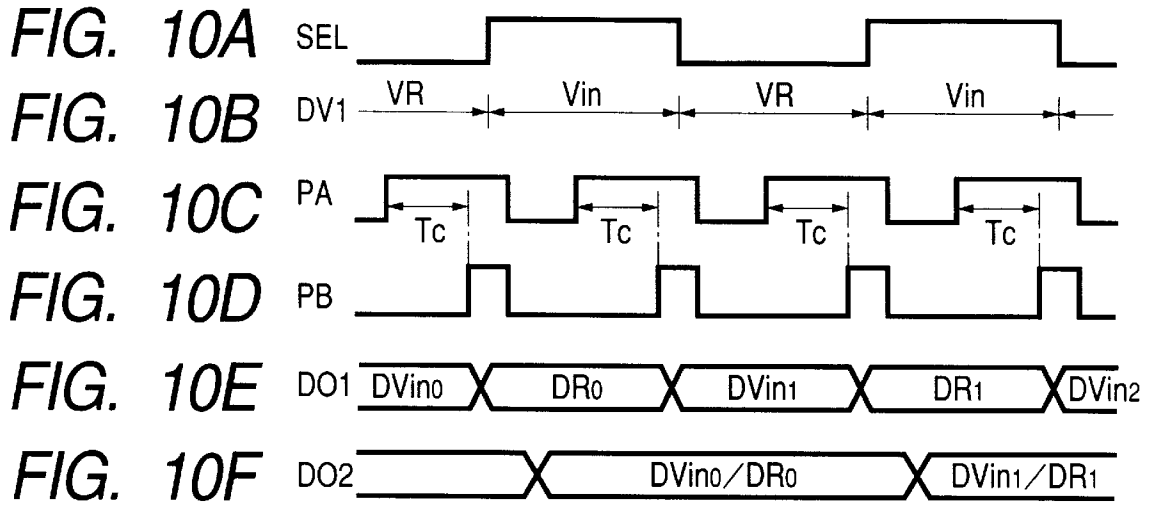 FIG. 10A SEL
FIG. 10B DV1 VR Vin VR Vin
FIG. 10C PA Tc Tc Tc Tc
FIG. 10D PB
FIG. 10E DO1 DVin0 DR0 DVin1 DR1 DVin2
FIG. 10F DO2 DVin0/DR0 DVin1/DR1